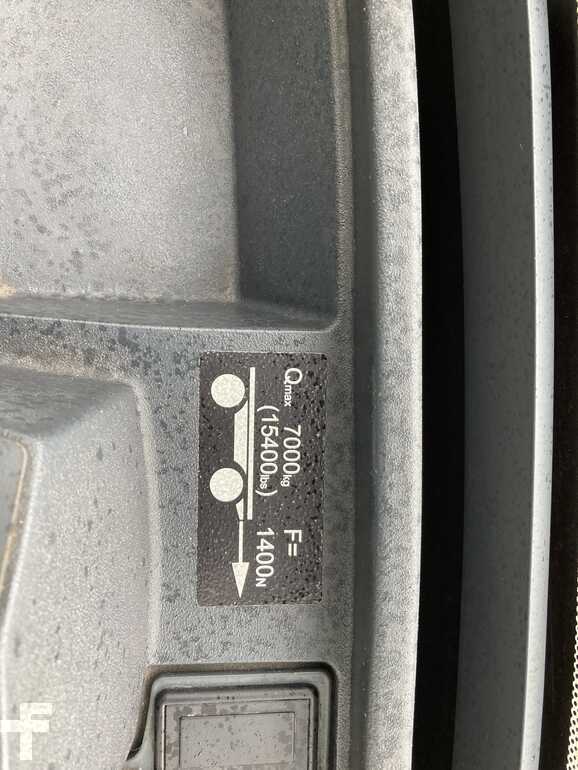 Qmax 7000kg F=
(15400lbs) 1400N